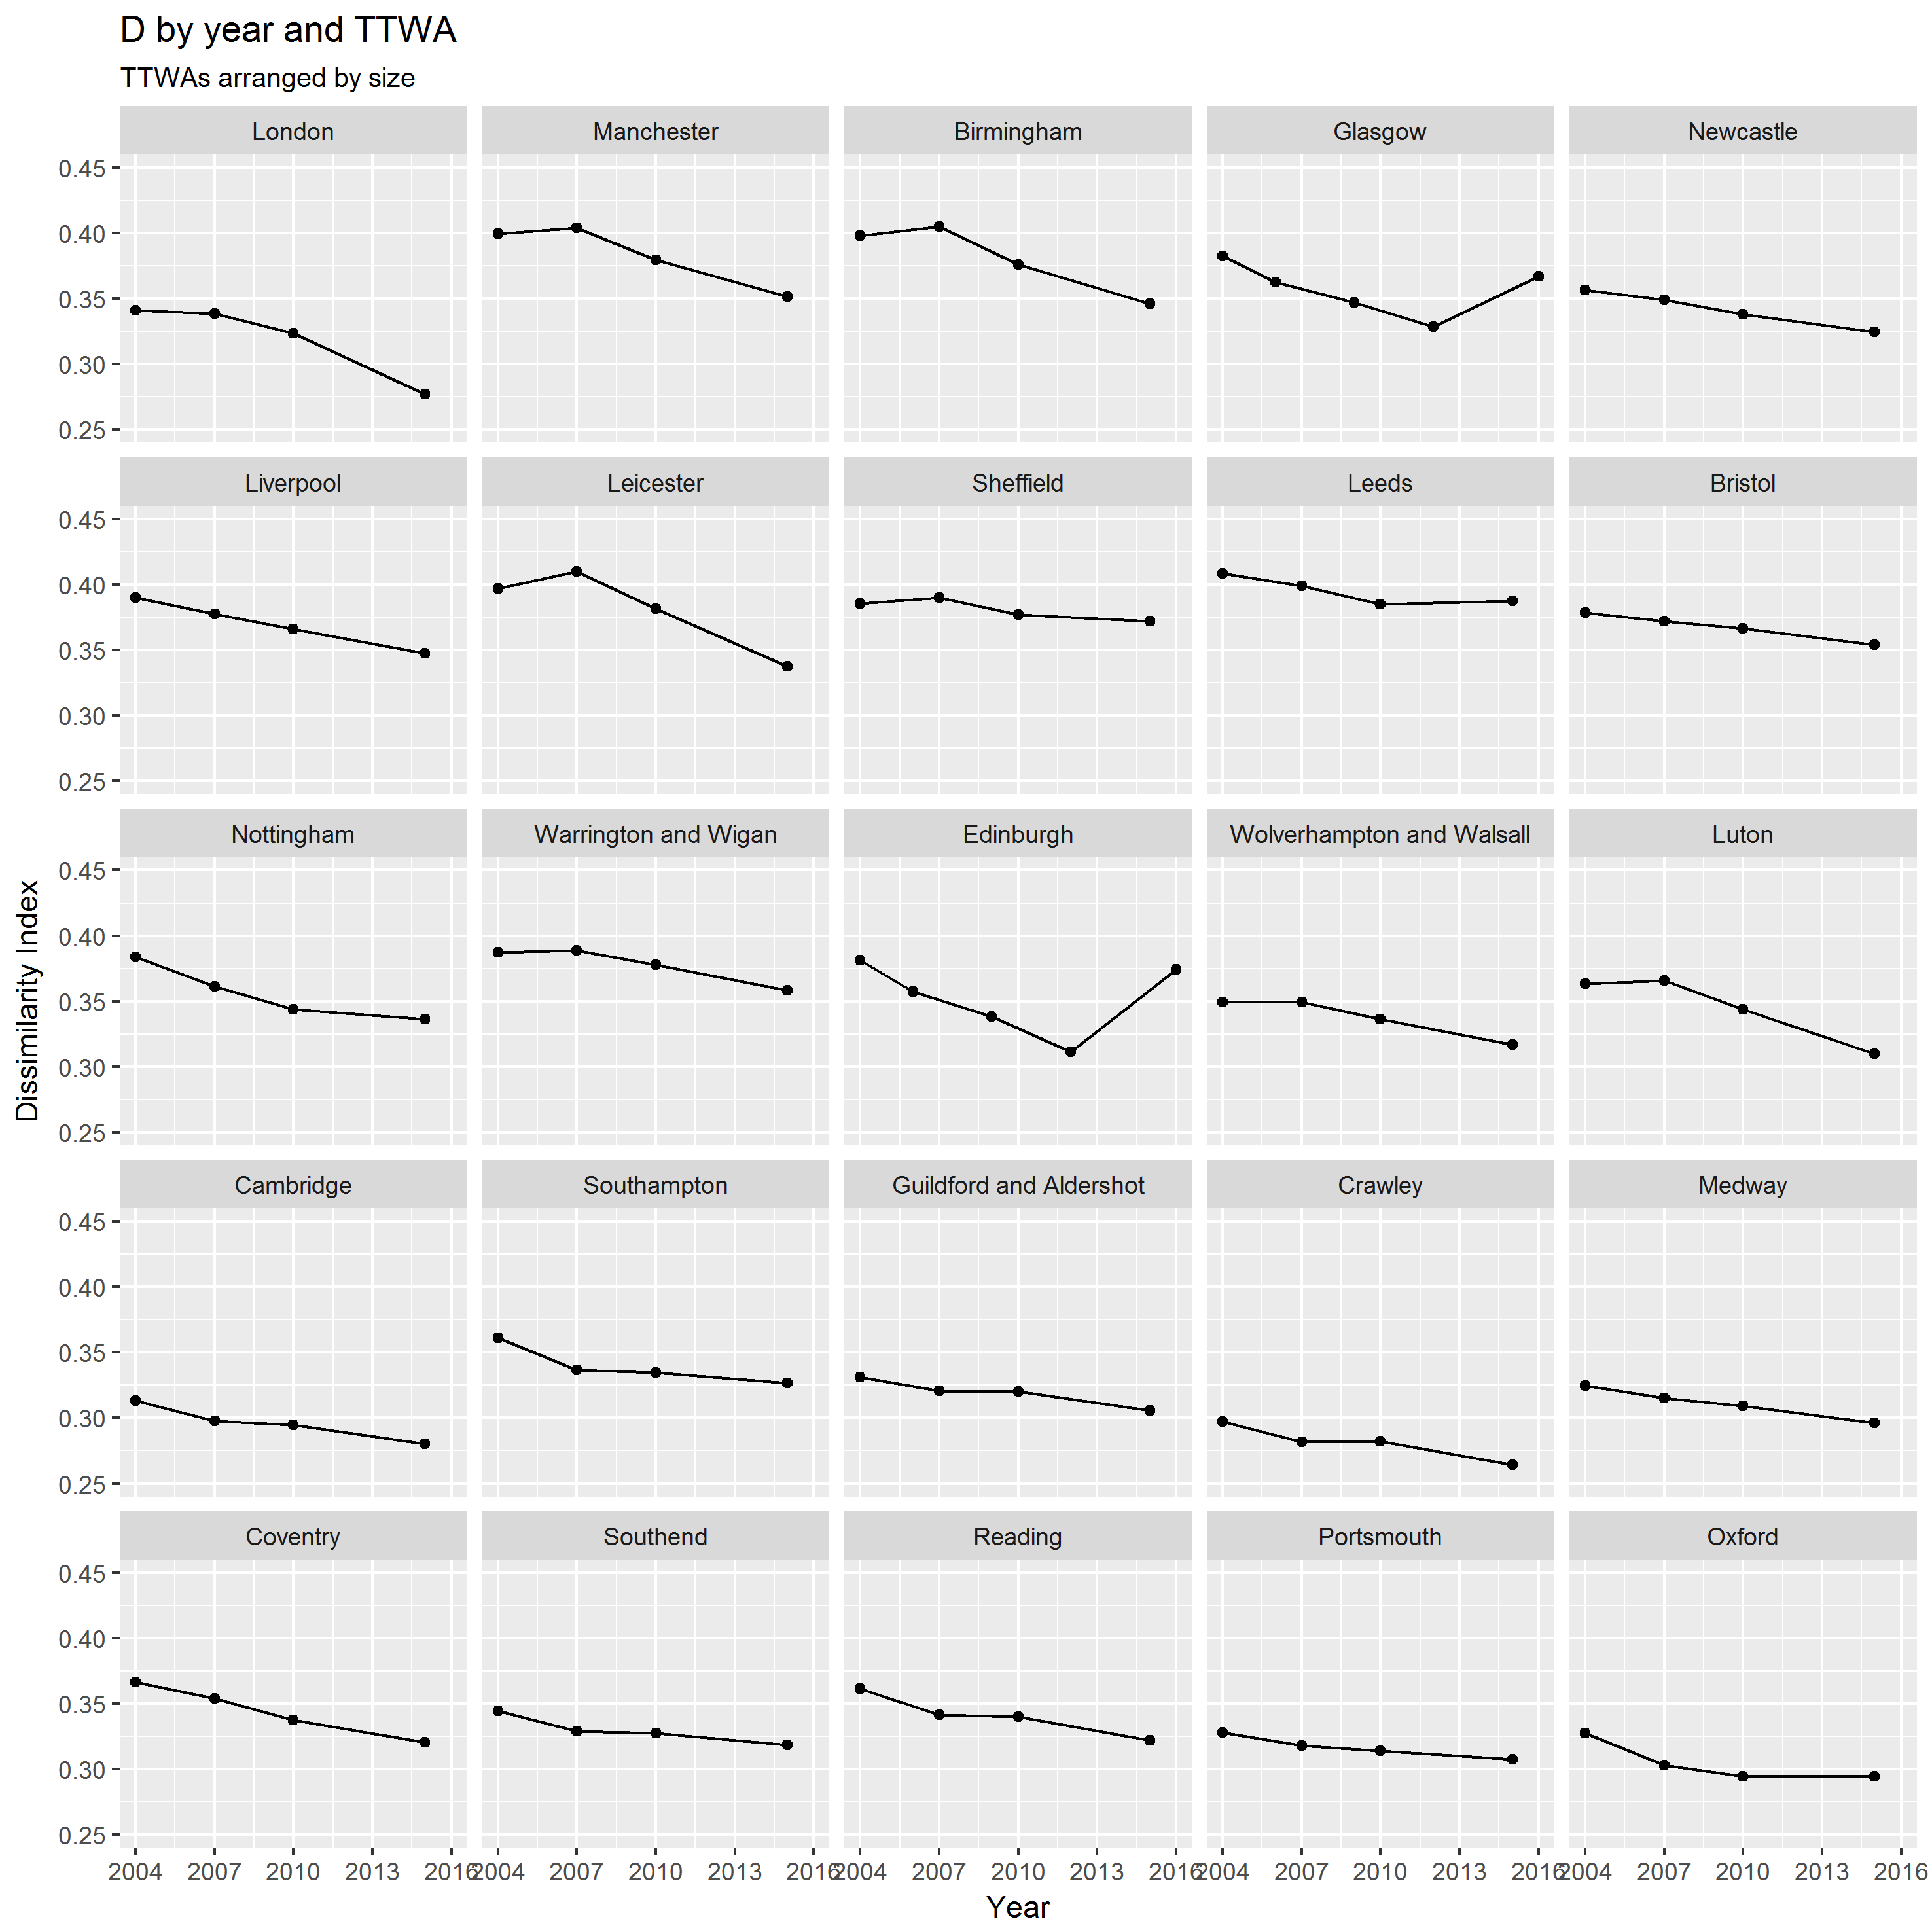 D by year and TTWA
TTWAs arranged by size
London Manchester Birmingham Glasgow Newcastle
0.45
0.40
0.35
0.30
0.25
Liverpool Leicester Sheffield Leeds Bristol
0.45
0.40
0.35
0.30
0.25
Nottingham Warrington and Wigan Edinburgh Wolverhampton and Walsall Luton
0.45
0.40
0.35
0.30
0.25
Dissimilarity Index
Cambridge Southampton Guildford and Aldershot Crawley Medway
0.45
0.40
0.35
0.30
0.25
Coventry Southend Reading Portsmouth Oxford
0.45
0.40
0.35
0.30
0.25
2004 2007 2010 2013 2016 2004 2007 2010 2013 2016 2004 2007 2010 2013 2016 2004 2007 2010 2013 2016 2004 2007 2010 2013 2016
Year